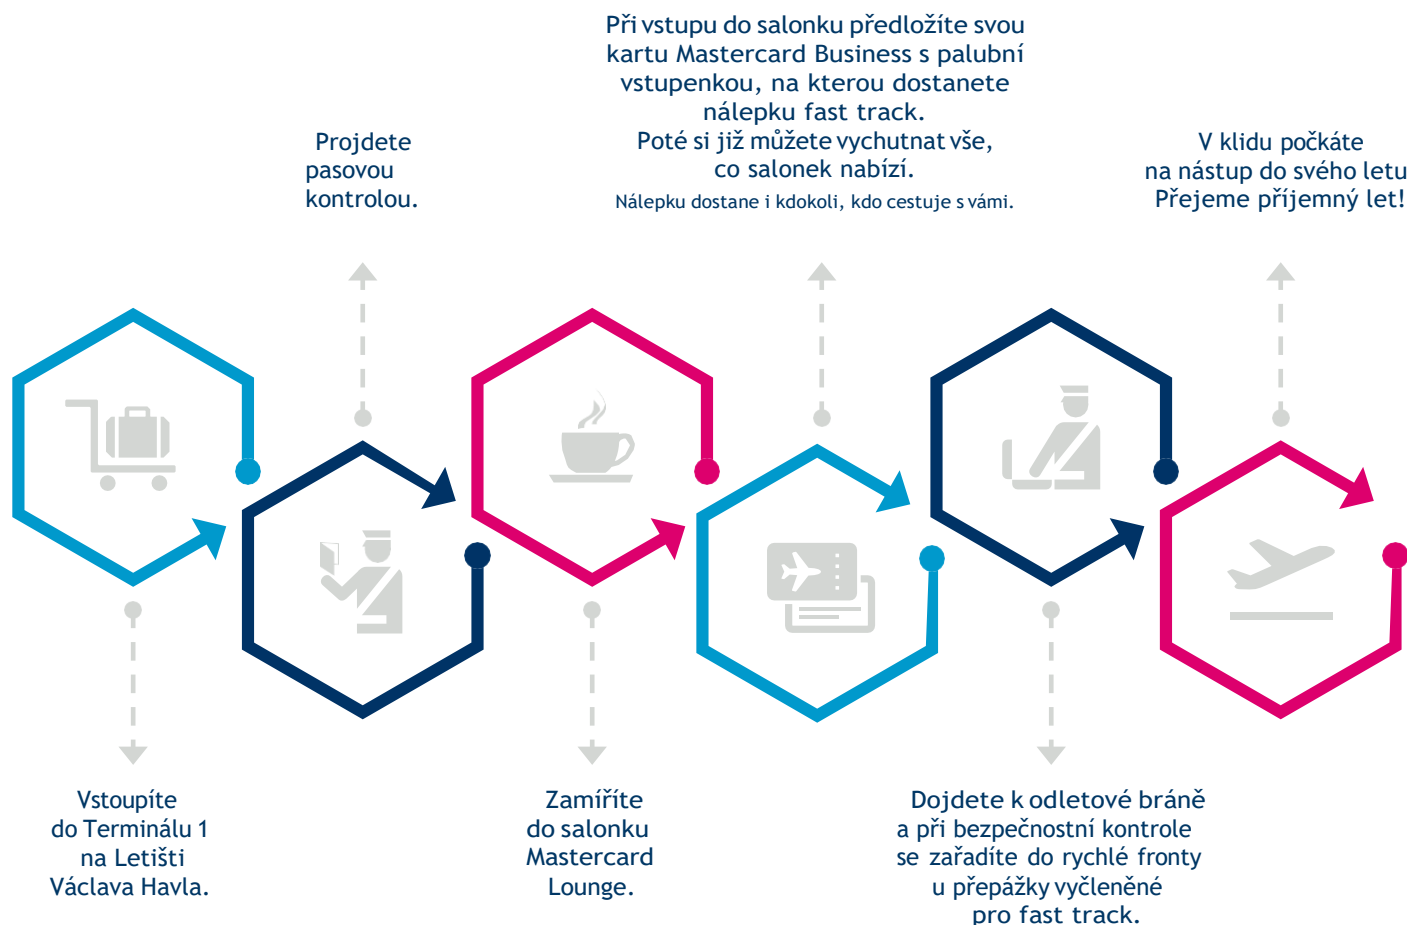 Vstoupíte
do Terminálu 1
na Letišti
Václava Havla.
Projdete
pasovou
kontrolou.
Zamíříte
do salonku
Mastercard
Lounge.
Při vstupu do salonku předložíte svou
kartu Mastercard Business s palubní
vstupenkou, na kterou dostanete
nálepku fast track.
Poté si již můžete vychutnat vše,
co salonek nabízí.
Nálepku dostane i kdokoli, kdo cestuje s vámi.
Dojdete k odletové bráně
a při bezpečnostní kontrole
se zařadíte do rychlé fronty
u přepážky vyčleněné
pro fast track.
V klidu počkáte
na nástup do svého letu
Přejeme příjemný let!